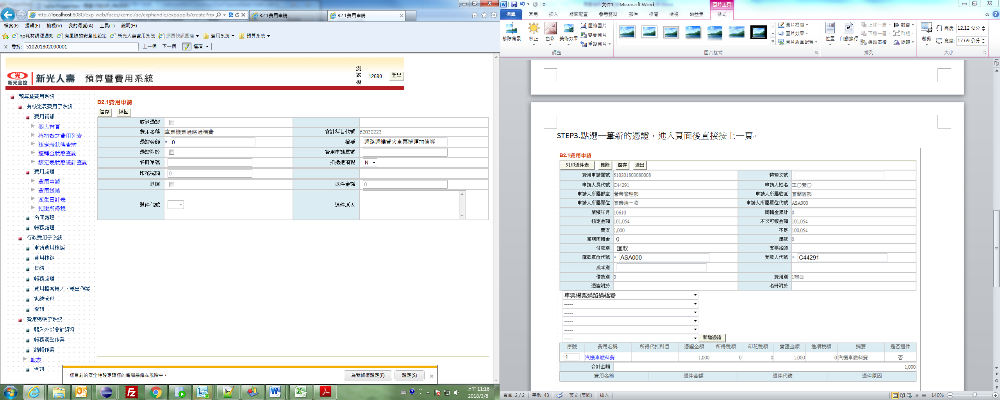 http://localhost:8080/exp_web/faces/kernel/ae/exphandle/expapplb/createPro
B2.1費用申請
B2.1費用申請
檔案(F) 編輯(E) 檢視(V) 我的最愛(A) 工具(T) 說明(H)
hp耗材調漲通知 有風險的安全性設定 新光人壽費用系統 網頁快訊圖庫 費用系統 預算系統
尋找: 510201802090001 上一個 下一個 選項
新光金控 新光人壽 預算暨費用系統
測試機 12690 登出
預算暨費用系統
有核定表費用子系統
費用資訊
個人首頁
待初審之費用列表
核定表狀態查詢
週轉金狀態查詢
核定表狀態統計查詢
費用處理
費用申請
費用送結
產生日計表
扣繳所得稅
名冊處理
帳務處理
行政費用子系統
申請費用核銷
費用核銷
日結
帳務處理
費用檔案轉入、轉出作業
系統管理
查詢
費用總帳子系統
轉入外部會計資料
帳務調整作業
結帳作業
報表
查詢
B2.1費用申請
儲存 返回
取消憑證
費用名稱 車票機票過路過橋費 會計科目代號 62030223
憑證金額 * 0 摘要 過路過橋費火車票捷運加值等
憑證附於 費用申請單號
名冊單號 扣抵進項稅 N
印花稅額 0
退回 退件金額 0
退件代號 退件原因
您目前的安全性設定讓您的電腦暴露在風險中。 為我修復設定(F) 設定(S)
上午 11:16
2018/3/8
文件1 - Microsoft Word 圖片工具
檔案 常用 插入 版面配置 參考資料 郵件 校閱 檢視 增益集 格式
移除背景 校正 色彩 美術效果 壓縮圖片 變更圖片 重設圖片
調整
圖片樣式
圖片框線 圖片效果 圖片版面配置
位置 自動換行 上移一層 下移一層 選取窗格 對齊 群組 旋轉
排列
裁剪 高度: 12.12 公分 寬度: 17.69 公分
大小
STEP3.點選一筆新的憑證，進入頁面後直接按上一頁
B2.1費用申請
列印送件表 刪除 儲存 送出
費用申請單號 510201803080008 特簽文號
申請人員代號 C44291 申請人姓名 王〇素〇
申請人所屬部室 營業管理部 申請人所屬駐區 宜蘭區部
申請人所屬單位 宜泰通一收 申請人所屬單位代號 ASA000
業績年月 10610 周轉金累計 0
核定金額 101,054 本次可領金額 101,054
實支 1,000 不足 100,054
當期周轉金 0 還款 0
付款別 匯款 支票抬頭
匯款單位代號 * ASA000 受款人代號 * C44291
成本別
借貸別 3 費用別 1辦公
憑證附於 名冊附於
車票機票過路過橋費
-----
-----
-----
-----
----- 新增憑證
序號 費用名稱 所得代扣科目 憑證金額 所得稅額 印花稅額 實匯金額 進項稅額 摘要 是否退件
1 汽機車燃料費 1,000 0 0 1,000 0 汽機車燃料費 否
合計金額 1,000
費用名稱 退件金額 退件代號 退件原因
頁面: 2 / 2 字數: 43 英文 (美國) 插入 140%